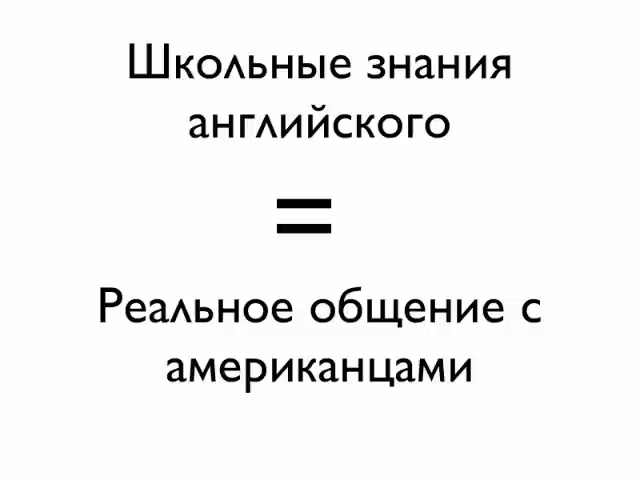 Школьные знания
английского
=
Реальное общение с
американцами